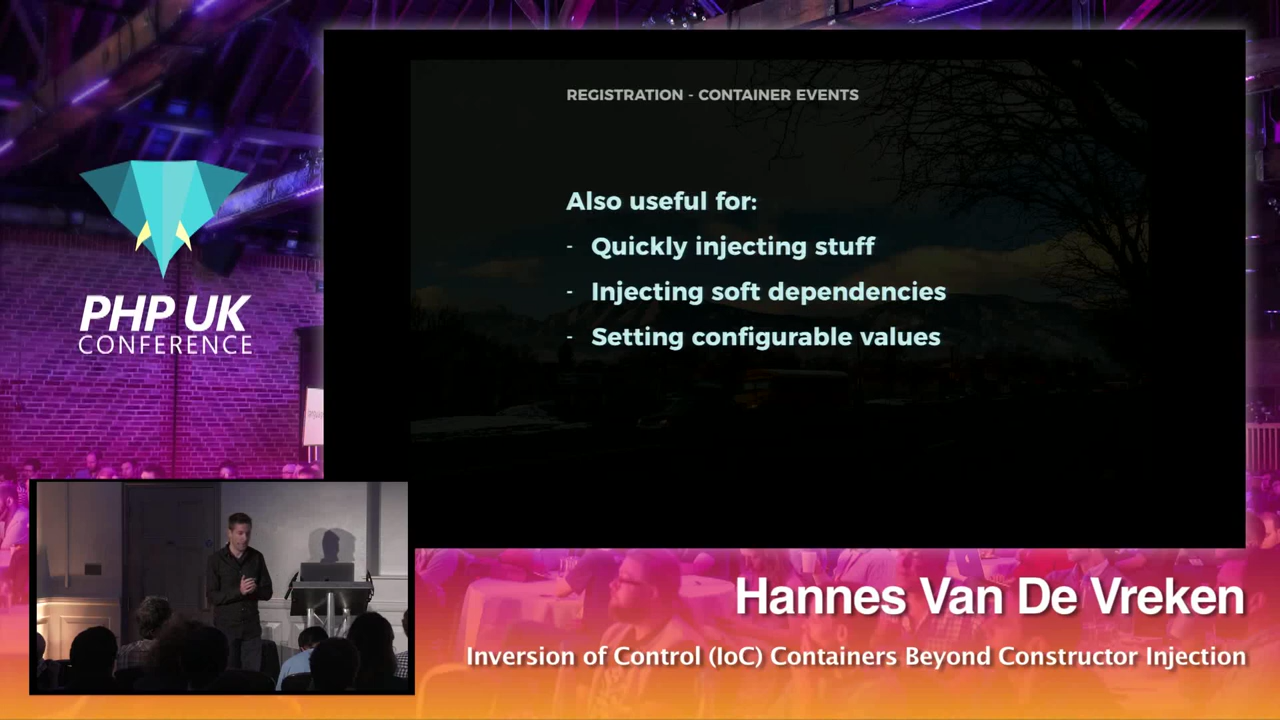 REGISTRATION - CONTAINER EVENTS
Also useful for:
- Quickly injecting stuff
- Injecting soft dependencies
- Setting configurable values
PHP UK
CONFERENCE
Hannes Van De Vreken
Inversion of Control (IoC) Containers Beyond Constructor Injection